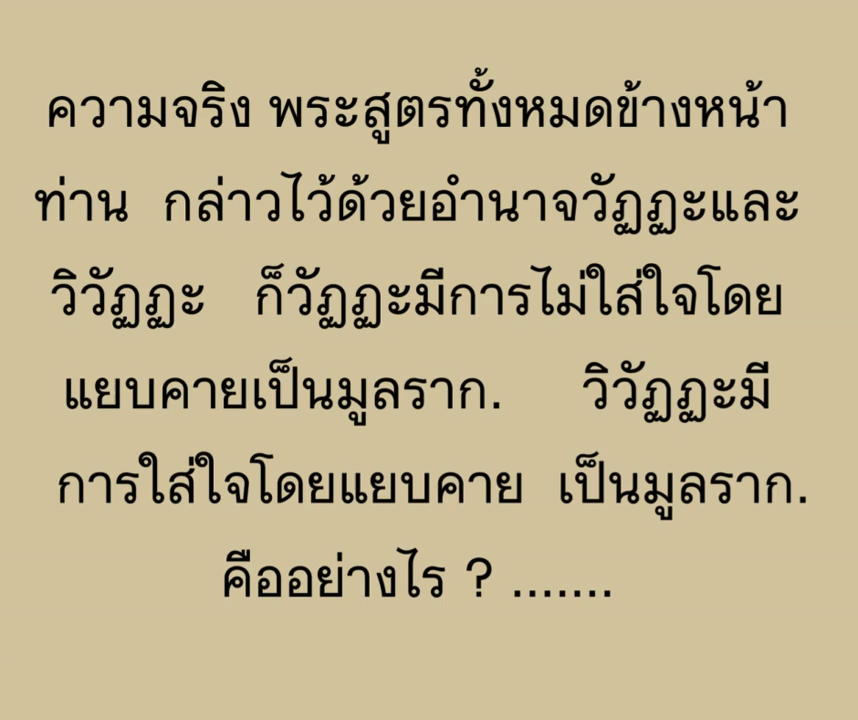 ความจริง พระสูตรทั้งหมดข้างหน้า
ท่าน กล่าวไว้ด้วยอำนาจวัฏฏะและ
วิวัฏฏะ ก็วัฏฏะมีการไม่ใส่ใจโดย
แยบคายเป็นมูลราก. วิวัฏฏะมี
การใส่ใจโดยแยบคาย เป็นมูลราก.
คืออย่างไร ? .......